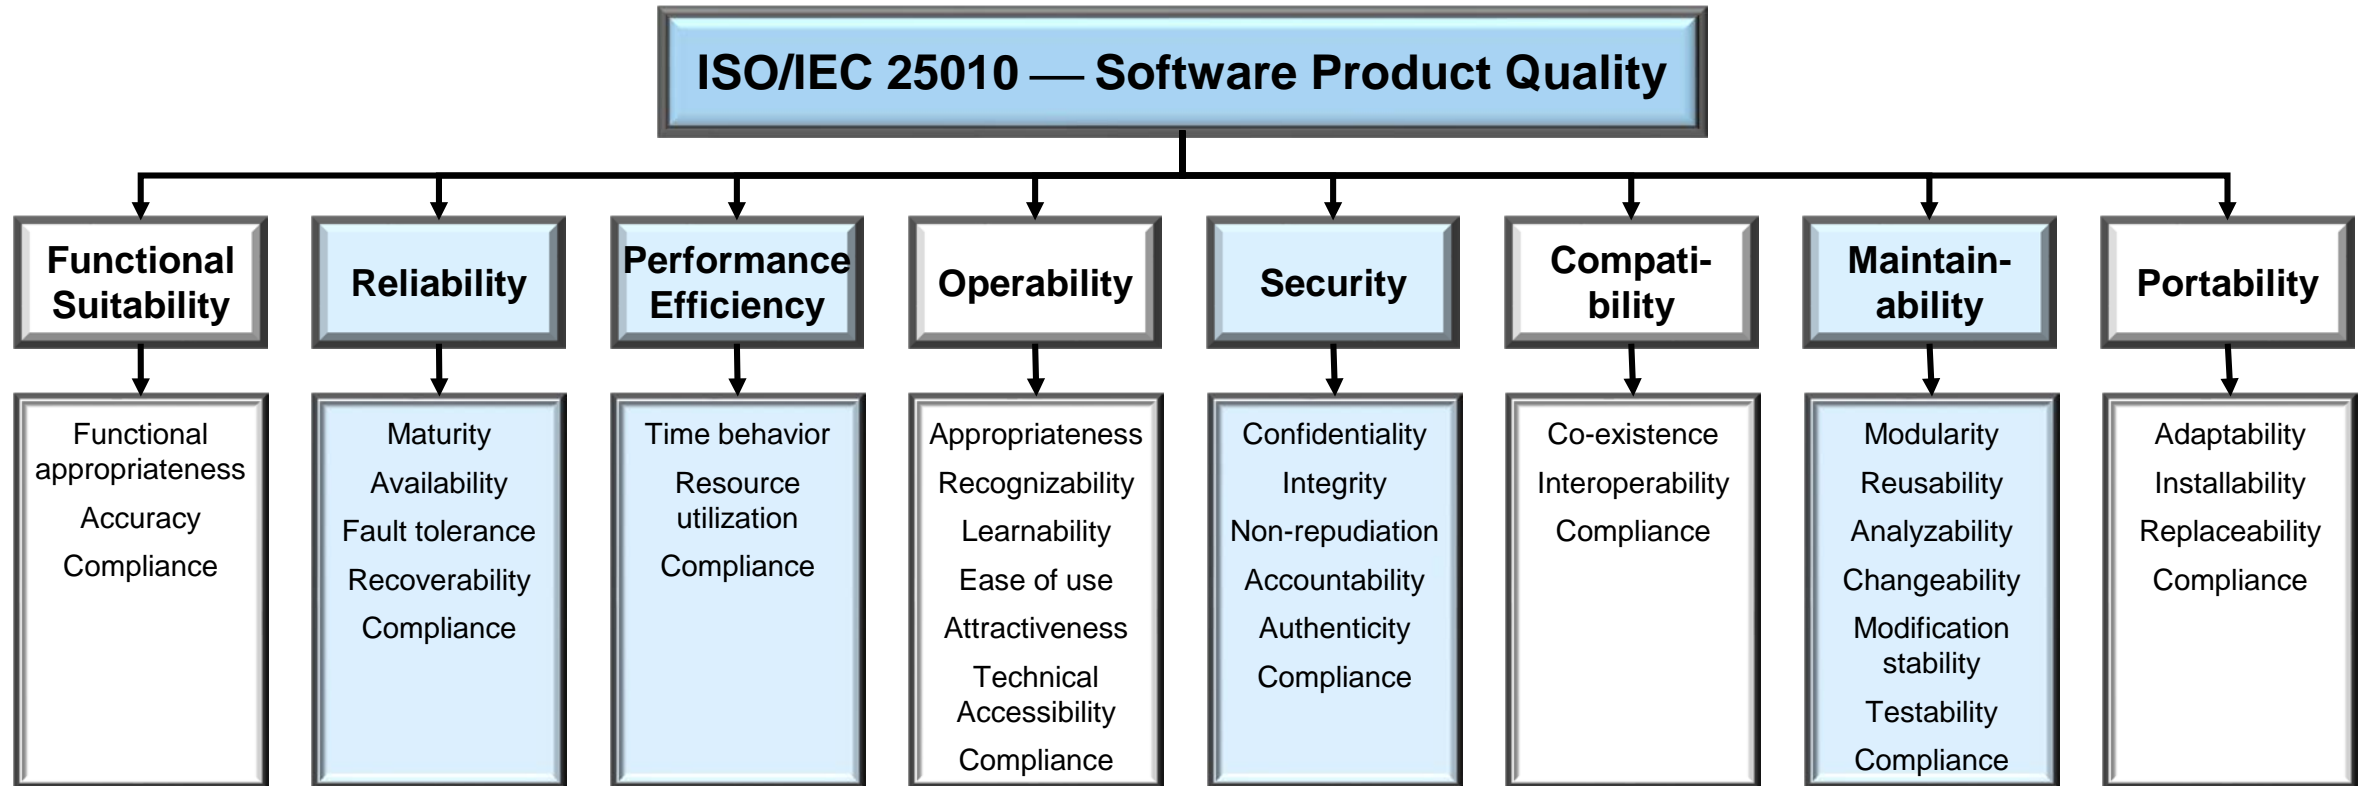 ISO/IEC 25010 — Software Product Quality
Functional
Suitability
Reliability
Performance
Efficiency
Operability
Security
Compati-
bility
Maintain-
ability
Portability
Functional
appropriateness
Accuracy
Compliance
Maturity
Availability
Fault tolerance
Recoverability
Compliance
Time behavior
Resource
utilization
Compliance
Appropriateness
Recognizability
Learnability
Ease of use
Attractiveness
Technical
Accessibility
Compliance
Confidentiality
Integrity
Non-repudiation
Accountability
Authenticity
Compliance
Co-existence
Interoperability
Compliance
Modularity
Reusability
Analyzability
Changeability
Modification
stability
Testability
Compliance
Adaptability
Installability
Replaceability
Compliance